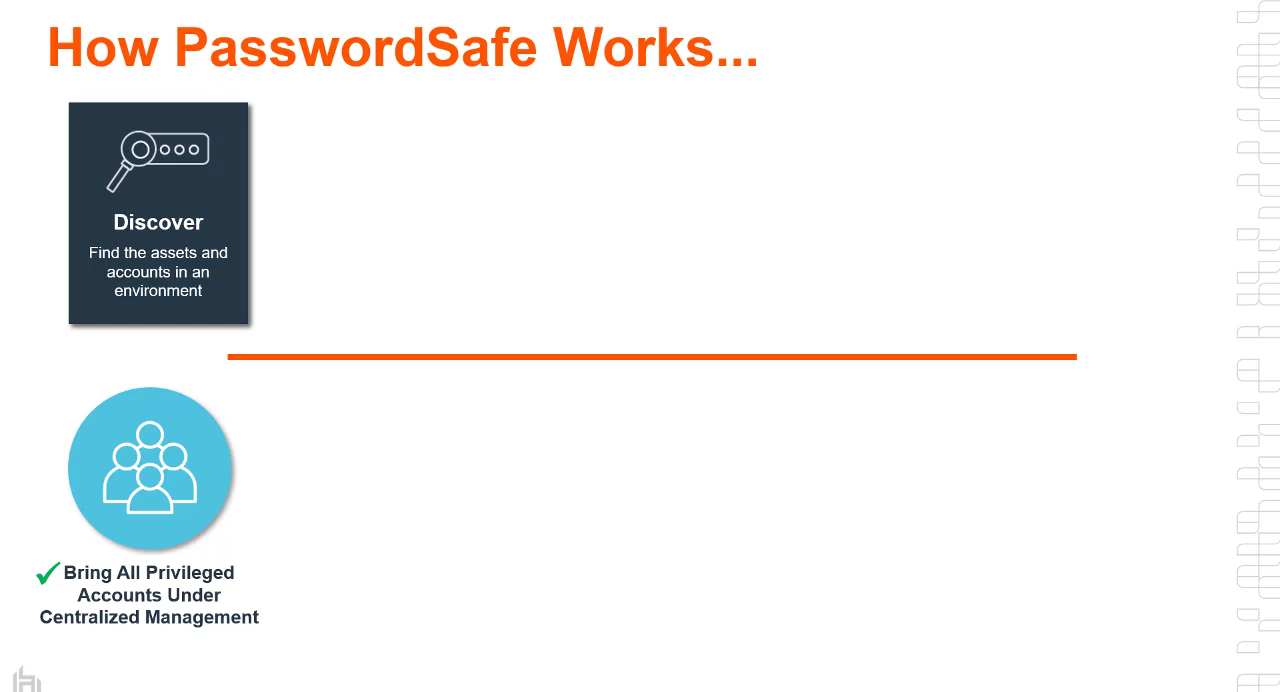 How PasswordSafe Works...
Discover
Find the assets and
accounts in an
environment
Bring All Privileged
Accounts Under
Centralized Management